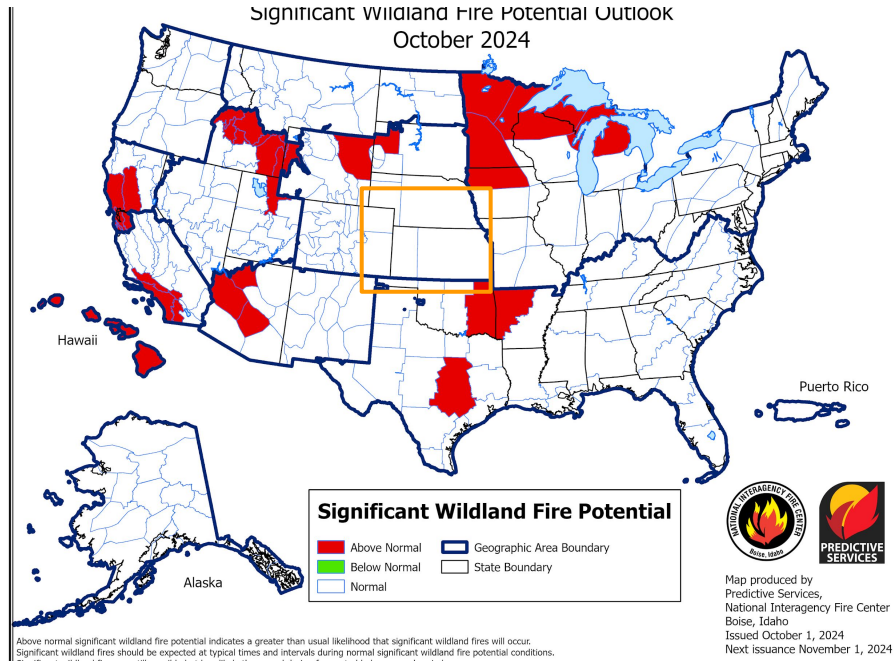 Significant Wildland Fire Potential Outlook
October 2024
Hawaii
Puerto Rico
Alaska
Significant Wildland Fire Potential
Above Normal
Below Normal
Normal
Geographic Area Boundary
State Boundary
NATIONAL INTERAGENCY FIRE CENTER
Boise, Idaho
PREDICTIVE
SERVICES
Map produced by
Predictive Services,
National Interagency Fire Center
Boise, Idaho
Issued October 1, 2024
Next issuance November 1, 2024
Above normal significant wildland fire potential indicates a greater than usual likelihood that significant wildland fires will occur.
Significant wildland fires should be expected at typical times and intervals during normal significant wildland fire potential conditions.